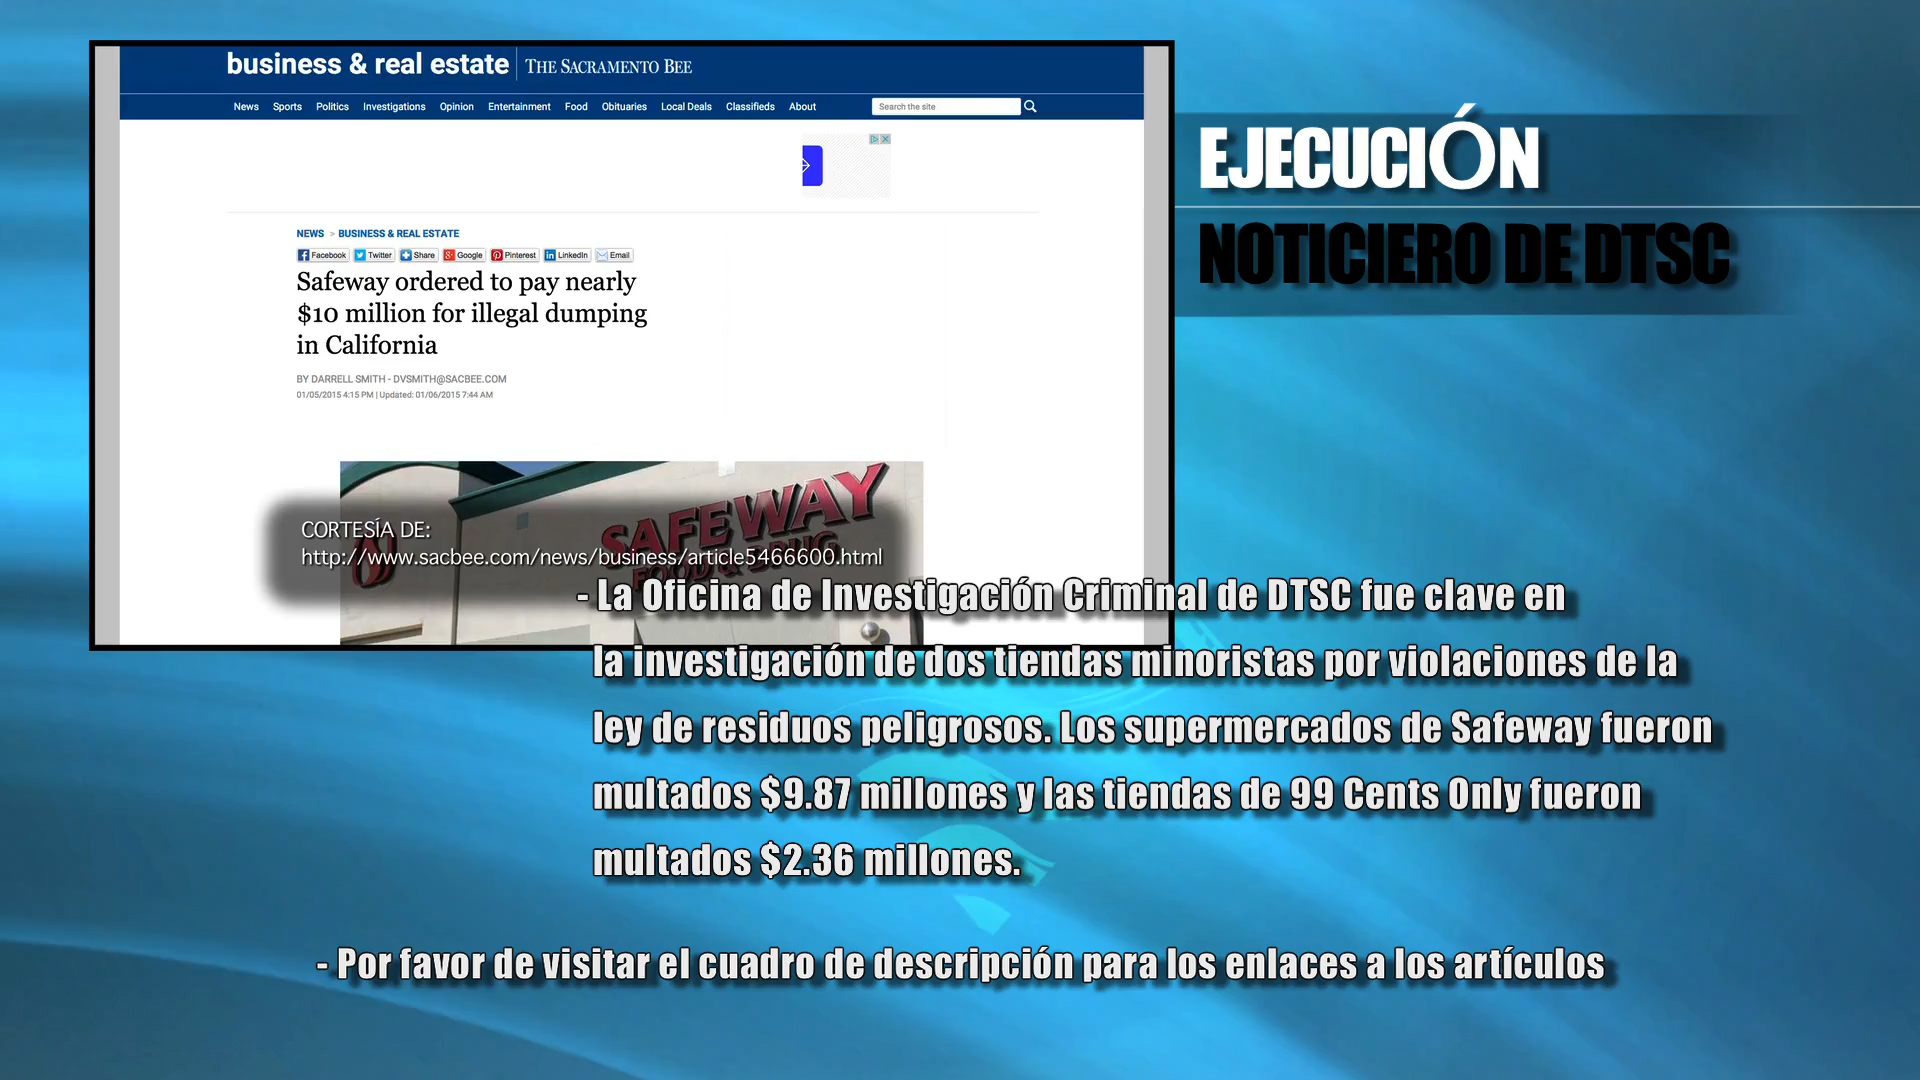 business & real estate THE SACRAMENTO BEE
News Sports Politics Investigations Opinion Entertainment Food Obituaries Local Deals Classifieds About Search the site
EJECUCIÓN
NOTICIERO DE DTSC
NEWS > BUSINESS & REAL ESTATE
Facebook Twitter Share Google Pinterest LinkedIn Email
Safeway ordered to pay nearly
$10 million for illegal dumping
in California
BY DARRELL SMITH - DVSMITH@SACBEE.COM
01/05/2015 4:15 PM | Updated: 01/06/2015 7:44 AM
SAFEWAY
FOOD & DRUG
CORTESÍA DE:
http://www.sacbee.com/news/business/article5466600.html
- La Oficina de Investigación Criminal de DTSC fue clave en
la investigación de dos tiendas minoristas por violaciones de la
ley de residuos peligrosos. Los supermercados de Safeway fueron
multados $9.87 millones y las tiendas de 99 Cents Only fueron
multados $2.36 millones.
- Por favor de visitar el cuadro de descripción para los enlaces a los artículos